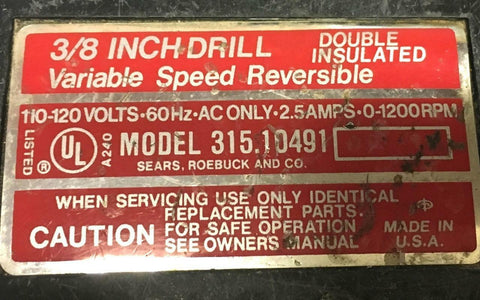 3/8 INCH DRILL DOUBLE INSULATED
Variable Speed Reversible
110-120 VOLTS·60Hz·AC ONLY·2.5AMPS·0-1200RPM
LISTED UL ® A240 MODEL 315.10491
SEARS, ROEBUCK AND CO.
WHEN SERVICING USE ONLY IDENTICAL
REPLACEMENT PARTS
CAUTION FOR SAFE OPERATION MADE IN
SEE OWNERS MANUAL U.S.A.